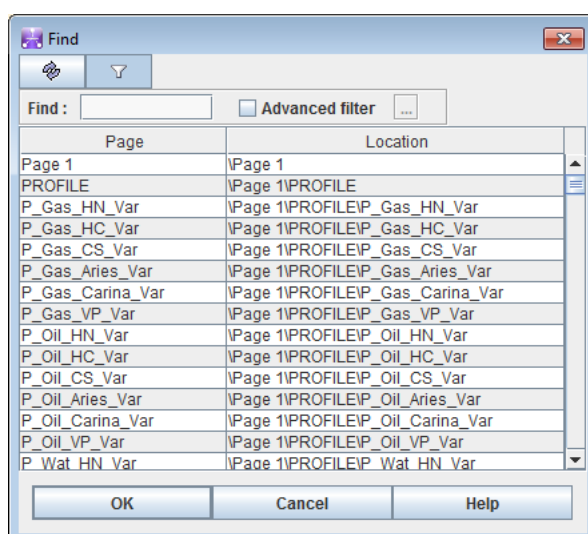 Find
Find :
Advanced filter
...
Page Location
Page 1 \Page 1
PROFILE \Page 1\PROFILE
P_Gas_HN_Var \Page 1\PROFILE\P_Gas_HN_Var
P_Gas_HC_Var \Page 1\PROFILE\P_Gas_HC_Var
P_Gas_CS_Var \Page 1\PROFILE\P_Gas_CS_Var
P_Gas_Aries_Var \Page 1\PROFILE\P_Gas_Aries_Var
P_Gas_Carina_Var \Page 1\PROFILE\P_Gas_Carina_Var
P_Gas_VP_Var \Page 1\PROFILE\P_Gas_VP_Var
P_Oil_HN_Var \Page 1\PROFILE\P_Oil_HN_Var
P_Oil_HC_Var \Page 1\PROFILE\P_Oil_HC_Var
P_Oil_CS_Var \Page 1\PROFILE\P_Oil_CS_Var
P_Oil_Aries_Var \Page 1\PROFILE\P_Oil_Aries_Var
P_Oil_Carina_Var \Page 1\PROFILE\P_Oil_Carina_Var
P_Oil_VP_Var \Page 1\PROFILE\P_Oil_VP_Var
P_Wat_HN_Var \Page 1\PROFILE\P_Wat_HN_Var
OK Cancel Help